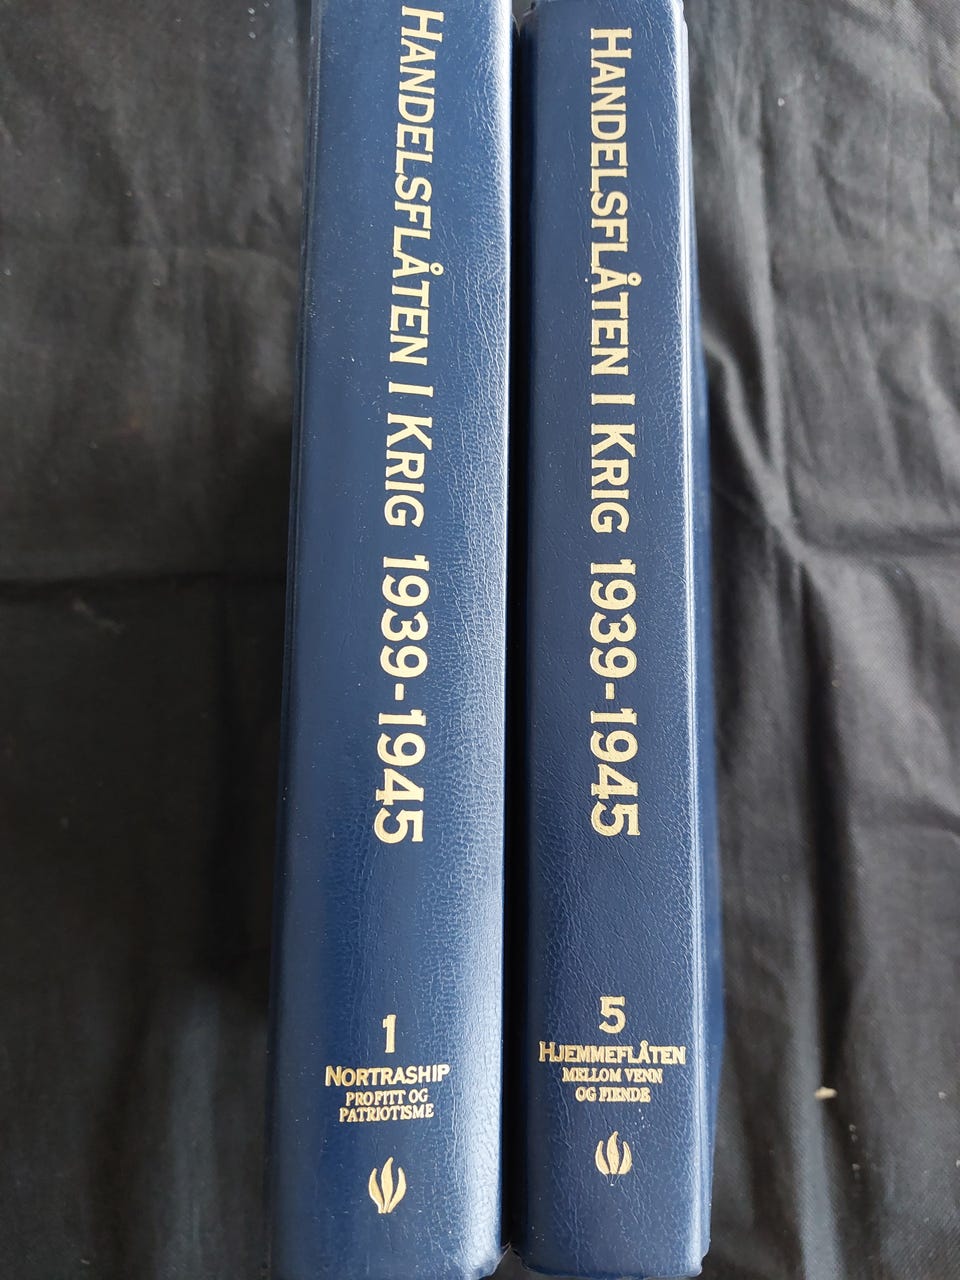 HANDELSFLÅTEN I KRIG 1939-1945
1
NORTRASHIP
PROFITT OG
PATRIOTISME
HANDELSFLÅTEN I KRIG 1939-1945
5
HJEMMEFLÅTEN
MELLOM VENN
OG FIENDE